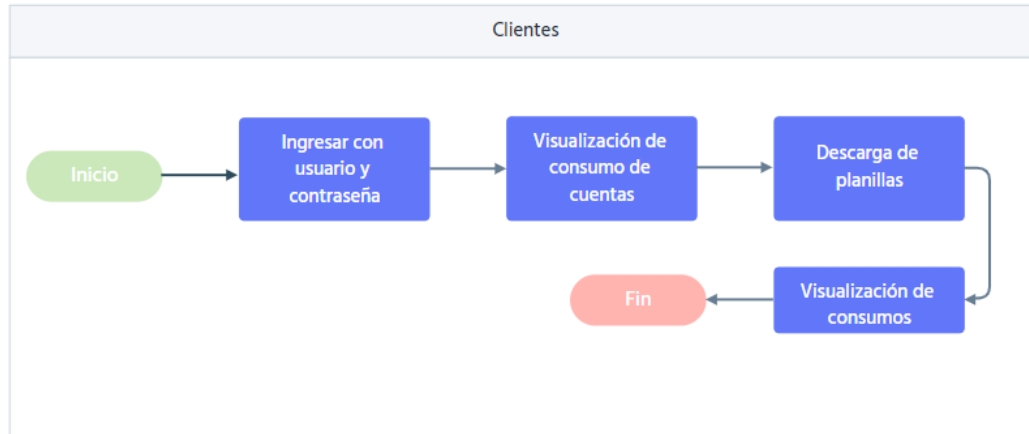 Clientes
Inicio
Ingresar con
usuario y
contraseña
Visualización de
consumo de
cuentas
Descarga de
planillas
Visualización de
consumos
Fin